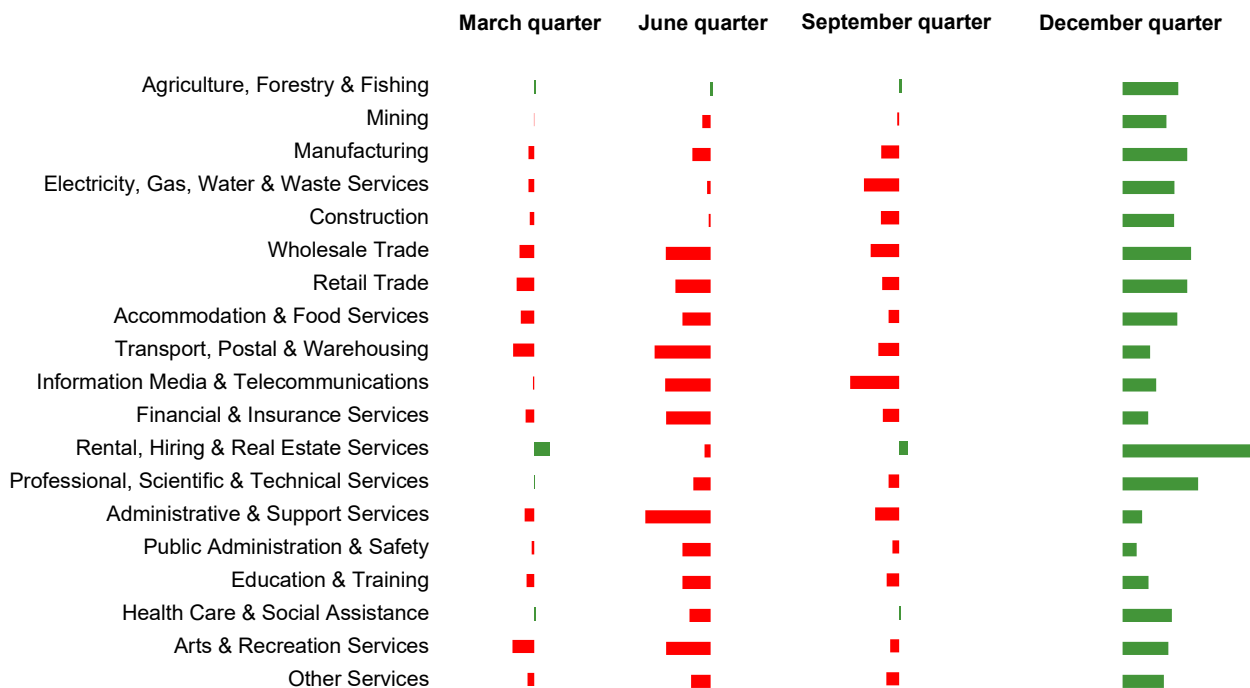 March quarter June quarter September quarter December quarter
Agriculture, Forestry & Fishing
Mining
Manufacturing
Electricity, Gas, Water & Waste Services
Construction
Wholesale Trade
Retail Trade
Accommodation & Food Services
Transport, Postal & Warehousing
Information Media & Telecommunications
Financial & Insurance Services
Rental, Hiring & Real Estate Services
Professional, Scientific & Technical Services
Administrative & Support Services
Public Administration & Safety
Education & Training
Health Care & Social Assistance
Arts & Recreation Services
Other Services